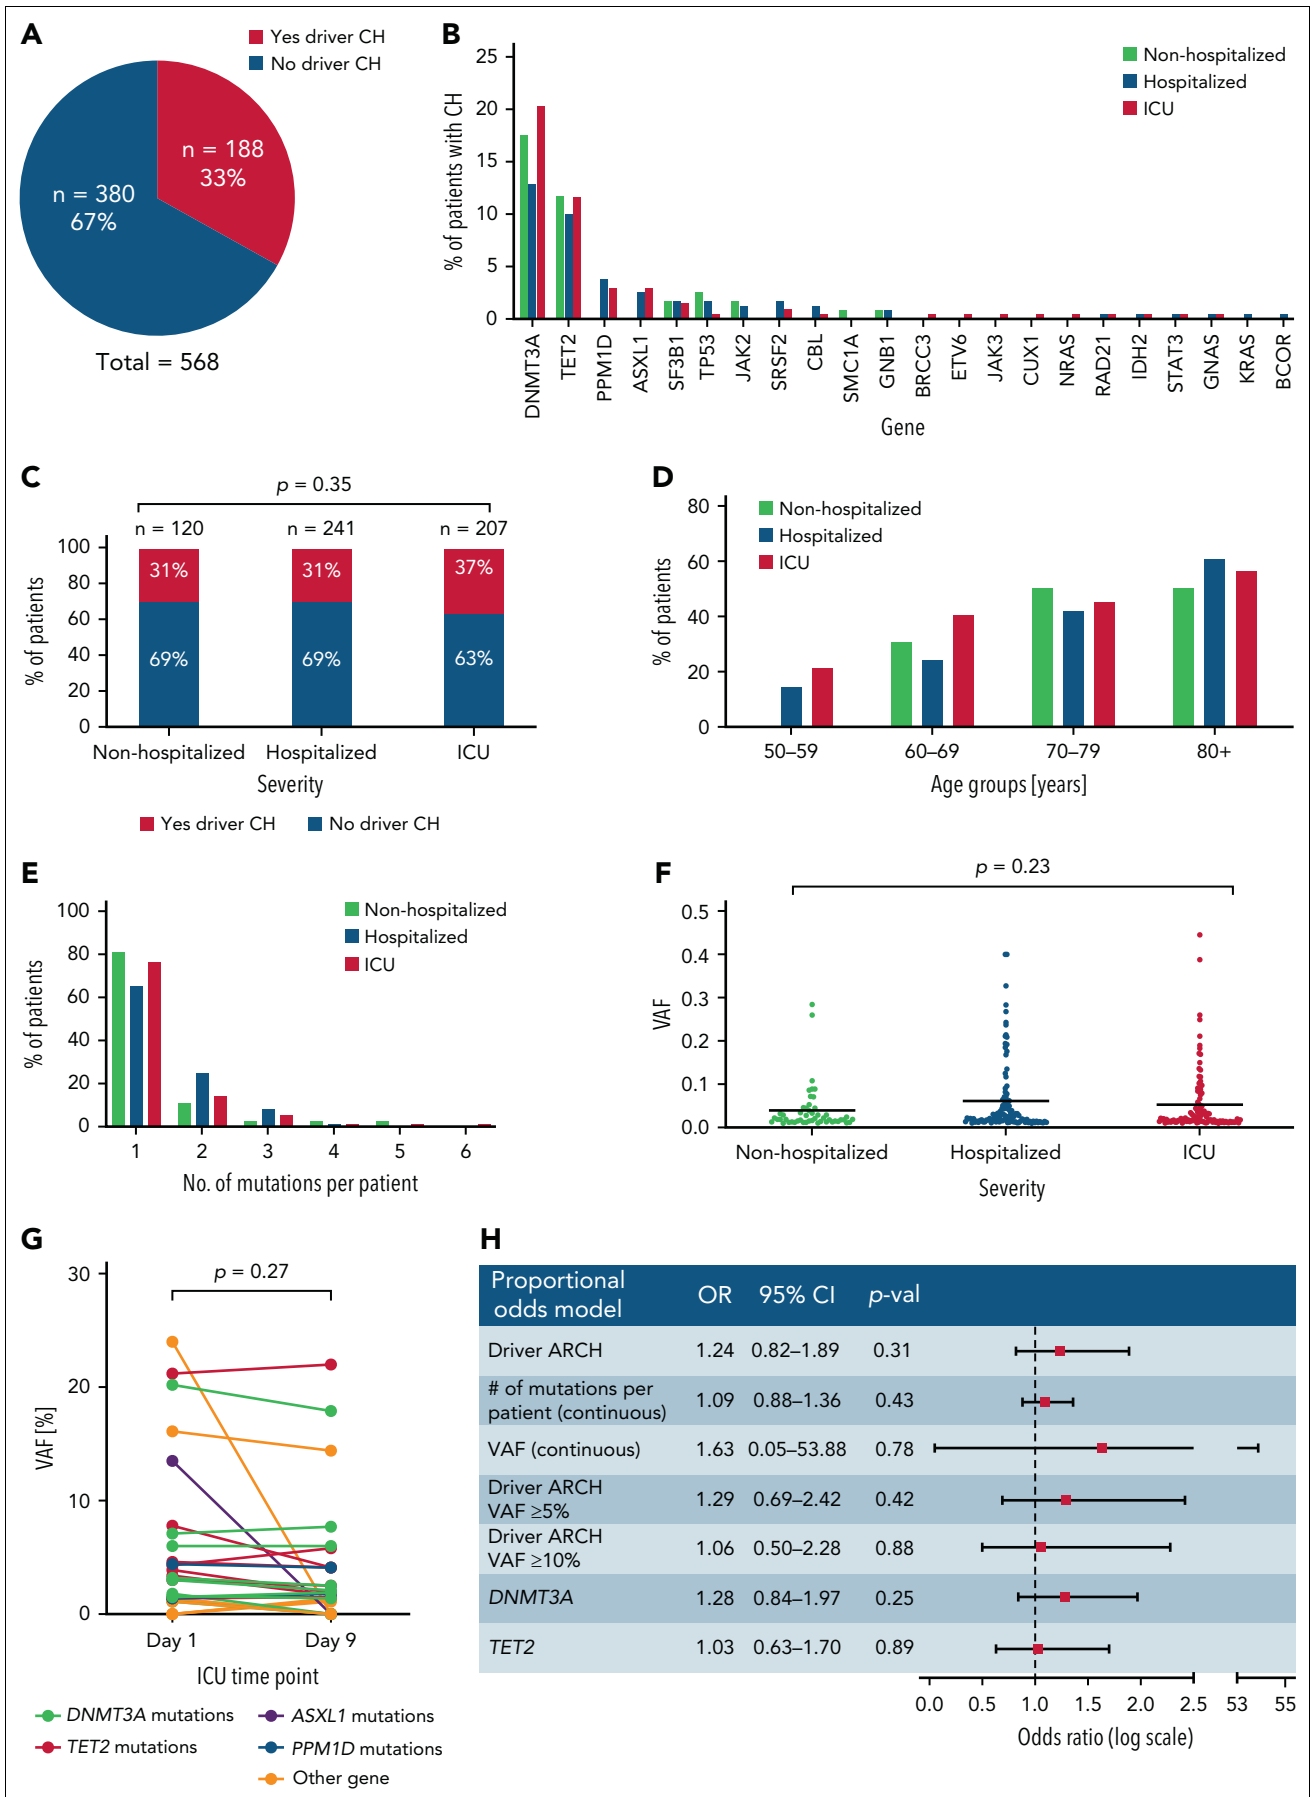 A
Yes driver CH
No driver CH
n = 188
33%
n = 380
67%
Total = 568
B
Non-hospitalized
Hospitalized
ICU
% of patients with CH
25
20
15
10
5
0
DNMT3A
TET2
PPM1D
ASXL1
SF3B1
TP53
JAK2
SRSF2
CBL
SMC1A
GNB1
BRCC3
ETV6
JAK3
CUX1
NRAS
RAD21
IDH2
STAT3
GNAS
KRAS
BCOR
Gene
C
p = 0.35
n = 120
n = 241
n = 207
% of patients
100
80
60
40
20
0
31%
31%
37%
69%
69%
63%
Non-hospitalized
Hospitalized
ICU
Severity
Yes driver CH
No driver CH
D
Non-hospitalized
Hospitalized
ICU
% of patients
80
60
40
20
0
50–59
60–69
70–79
80+
Age groups [years]
E
Non-hospitalized
Hospitalized
ICU
% of patients
100
80
60
40
20
0
1
2
3
4
5
6
No. of mutations per patient
F
p = 0.23
VAF
0.5
0.4
0.3
0.2
0.1
0.0
Non-hospitalized
Hospitalized
ICU
Severity
G
p = 0.27
VAF [%]
30
20
10
0
Day 1
Day 9
ICU time point
DNMT3A mutations
TET2 mutations
ASXL1 mutations
PPM1D mutations
Other gene
H
Proportional
odds model
OR
95% CI
p-val
Driver ARCH
1.24
0.82–1.89
0.31
# of mutations per
patient (continuous)
1.09
0.88–1.36
0.43
VAF (continuous)
1.63
0.05–53.88
0.78
Driver ARCH
VAF ≥5%
1.29
0.69–2.42
0.42
Driver ARCH
VAF ≥10%
1.06
0.50–2.28
0.88
DNMT3A
1.28
0.84–1.97
0.25
TET2
1.03
0.63–1.70
0.89
0.0
0.5
1.0
1.5
2.0
2.5
53
55
Odds ratio (log scale)